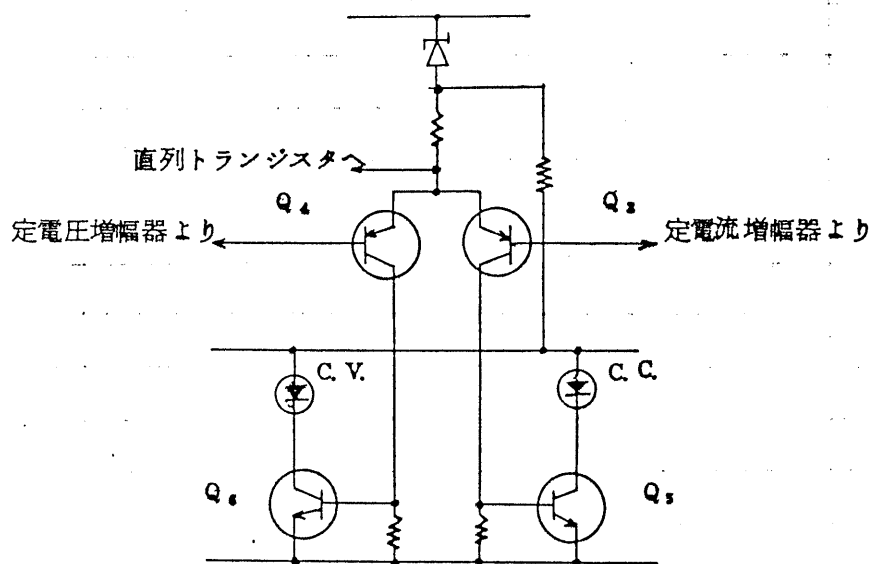 直列トランジスタへ
Q₄
Q₃
定電圧増幅器より
定電流増幅器より
C. V.
C. C.
Q₆
Q₅